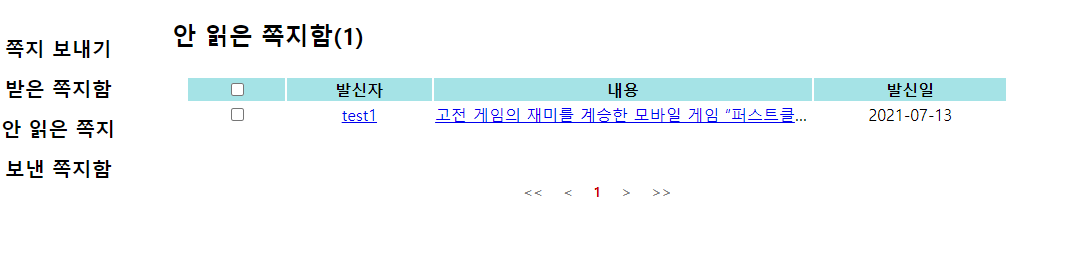 쪽지 보내기
받은 쪽지함
안 읽은 쪽지
보낸 쪽지함
안 읽은 쪽지함(1)
발신자 내용 발신일
test1 고전 게임의 재미를 계승한 모바일 게임 “퍼스트클... 2021-07-13
<< < 1 > >>